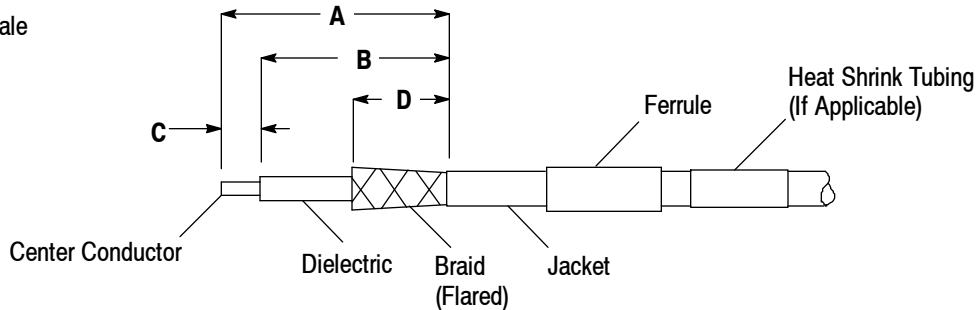 ale
A
B
D
C
Ferrule
Heat Shrink Tubing
(If Applicable)
Center Conductor
Dielectric
Braid
(Flared)
Jacket